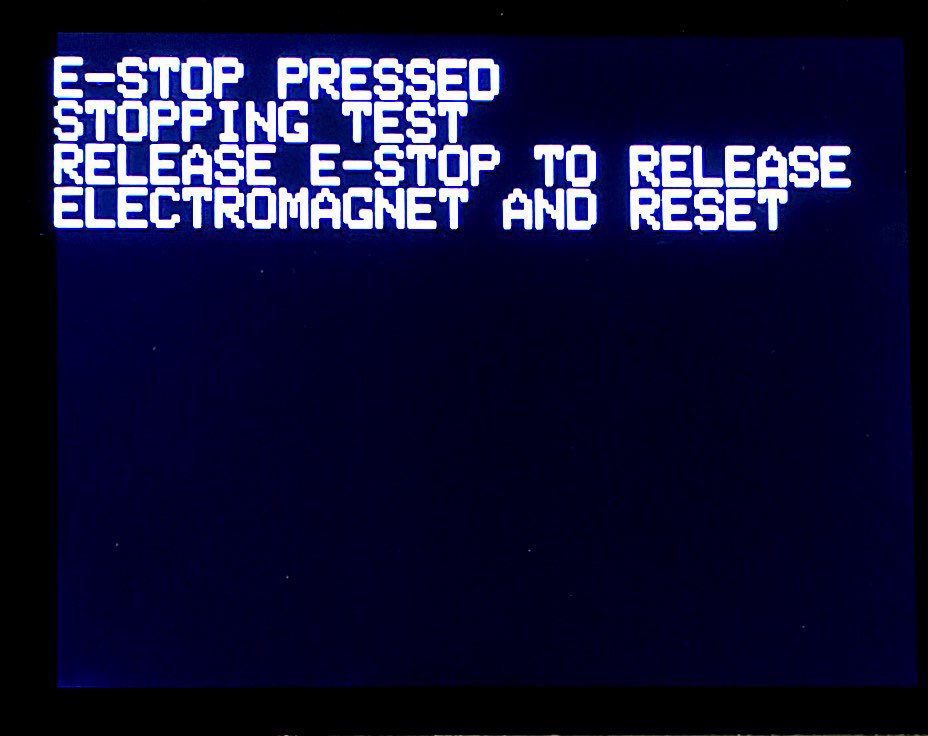 E-STOP PRESSED
STOPPING TEST
RELEASE E-STOP TO RELEASE
ELECTROMAGNET AND RESET